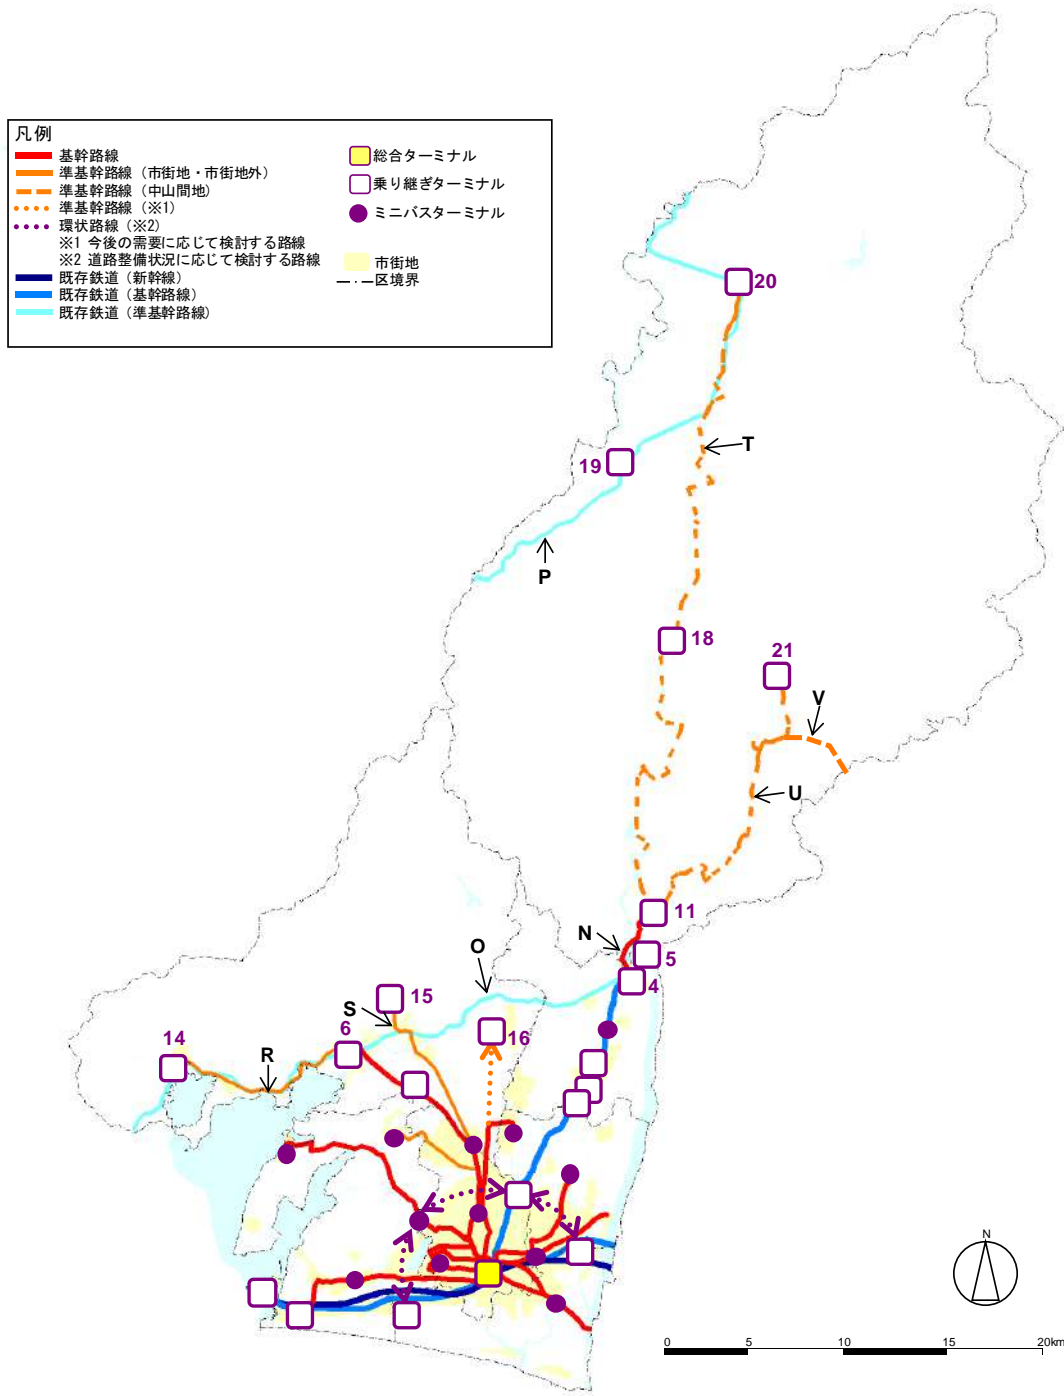 凡例
基幹路線
準基幹路線（市街地・市街地外）
準基幹路線（中山間地）
準基幹路線（※1）
環状路線（※2）
※1 今後の需要に応じて検討する路線
※2 道路整備状況に応じて検討する路線
既存鉄道（新幹線）
既存鉄道（基幹路線）
既存鉄道（準基幹路線）
総合ターミナル
乗り継ぎターミナル
ミニバスターミナル
市街地
区境界
20
T
19
P
18
21
V
U
11
N
5
O
4
15
S
6
16
14
R
N
0 5 10 15 20km